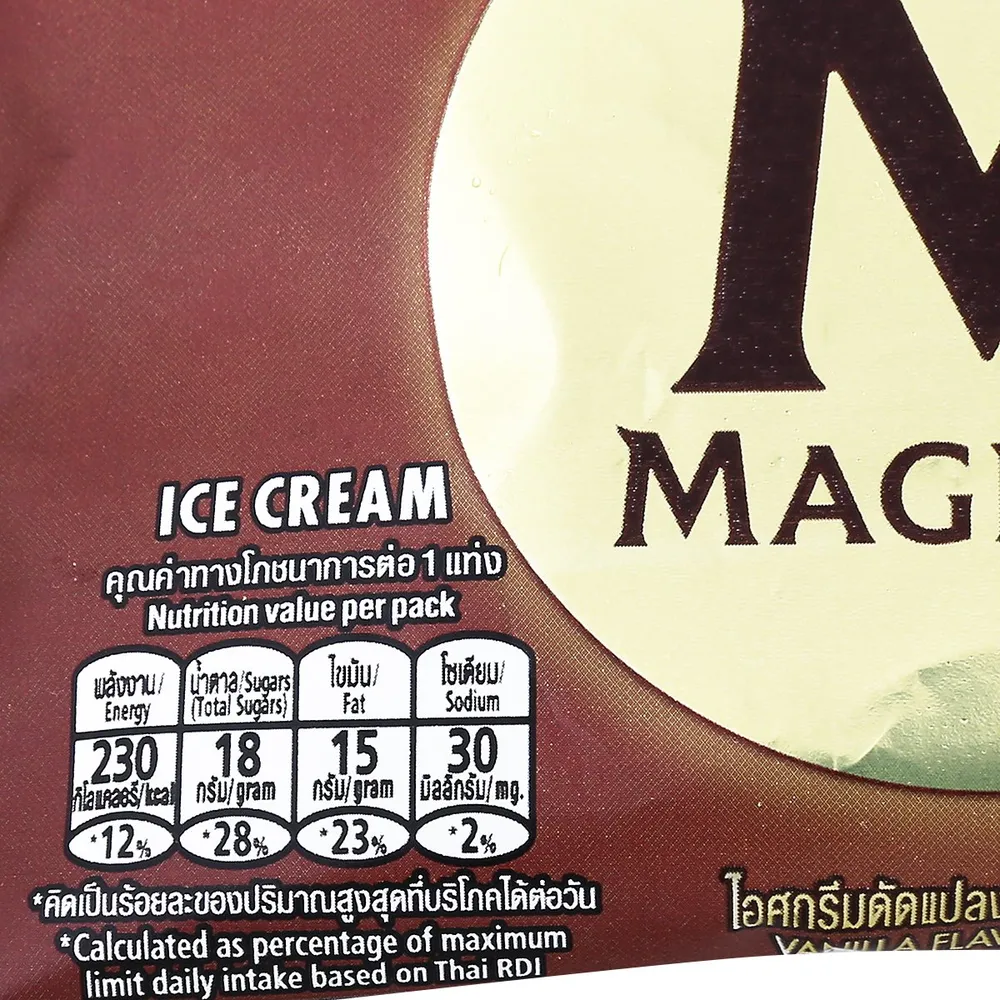 M
MAG
ICE CREAM
คุณค่าทางโภชนาการต่อ 1 แท่ง
Nutrition value per pack
พลังงาน/ น้ำตาล/Sugars ไขมัน/ โซเดียม/
Energy (Total Sugars) Fat Sodium
230 18 15 30
กิโลแคลอรี/kcal กรัม/gram กรัม/gram มิลลิกรัม/mg.
*12% *28% *23% *2%
*คิดเป็นร้อยละของปริมาณสูงสุดที่บริโภคได้ต่อวัน
*Calculated as percentage of maximum
limit daily intake based on Thai RDI
ไอศกรีมดัดแปลง
VANILLA FLAV